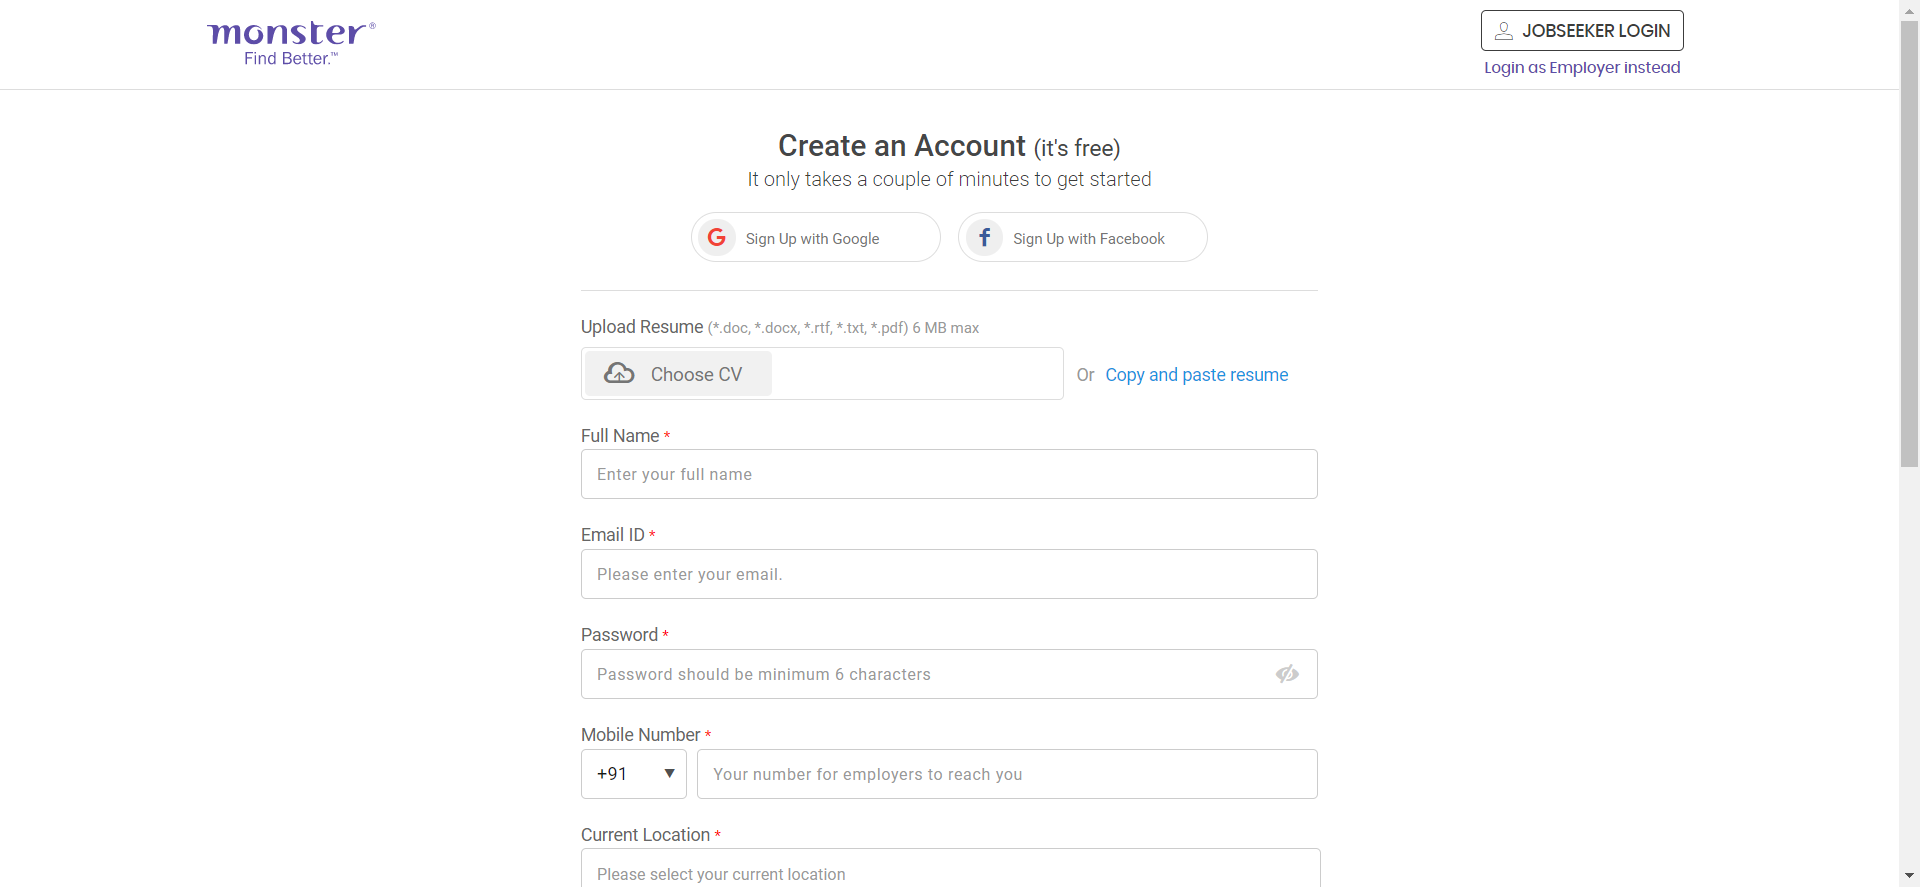 monster®
Find Better.™
JOBSEEKER LOGIN
Login as Employer instead
Create an Account (it's free)
It only takes a couple of minutes to get started
G Sign Up with Google
f Sign Up with Facebook
Upload Resume (*.doc, *.docx, *.rtf, *.txt, *.pdf) 6 MB max
Choose CV
Or Copy and paste resume
Full Name *
Enter your full name
Email ID *
Please enter your email.
Password *
Password should be minimum 6 characters
Mobile Number *
+91
Your number for employers to reach you
Current Location *
Please select your current location